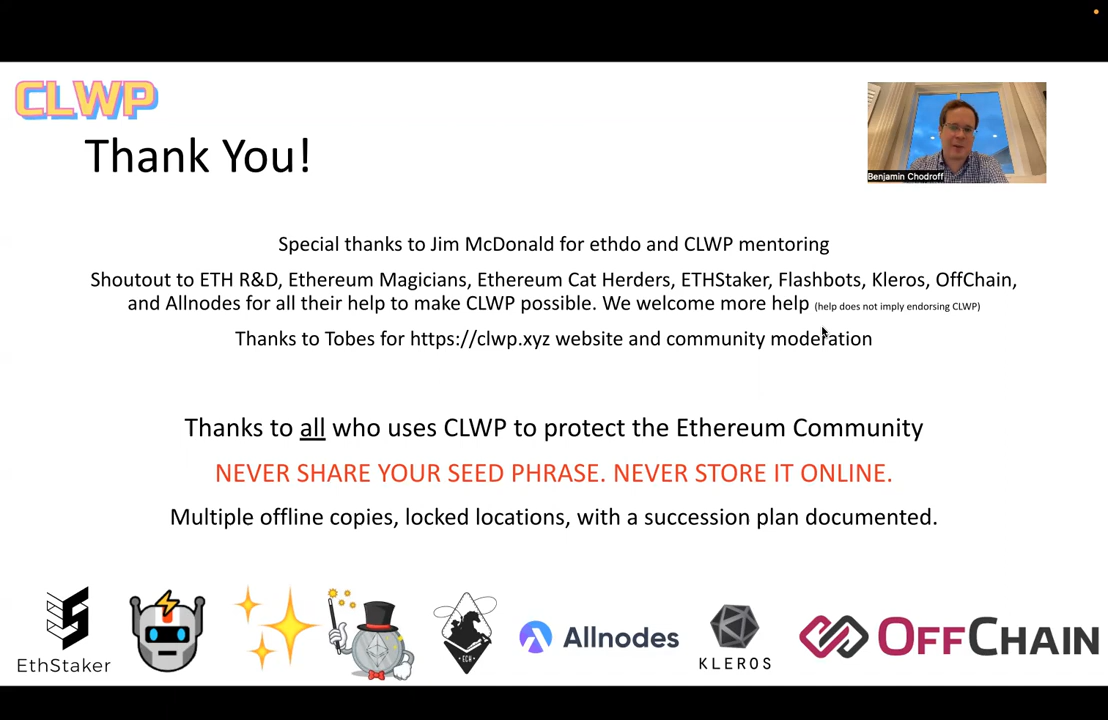 CLWP
Thank You!
Benjamin Chodroff
Special thanks to Jim McDonald for ethdo and CLWP mentoring
Shoutout to ETH R&D, Ethereum Magicians, Ethereum Cat Herders, ETHStaker, Flashbots, Kleros, OffChain,
and Allnodes for all their help to make CLWP possible. We welcome more help (help does not imply endorsing CLWP)
Thanks to Tobes for https://clwp.xyz website and community moderation
Thanks to all who uses CLWP to protect the Ethereum Community
NEVER SHARE YOUR SEED PHRASE. NEVER STORE IT ONLINE.
Multiple offline copies, locked locations, with a succession plan documented.
EthStaker
ECH
Allnodes
KLEROS
OFFCHAIN